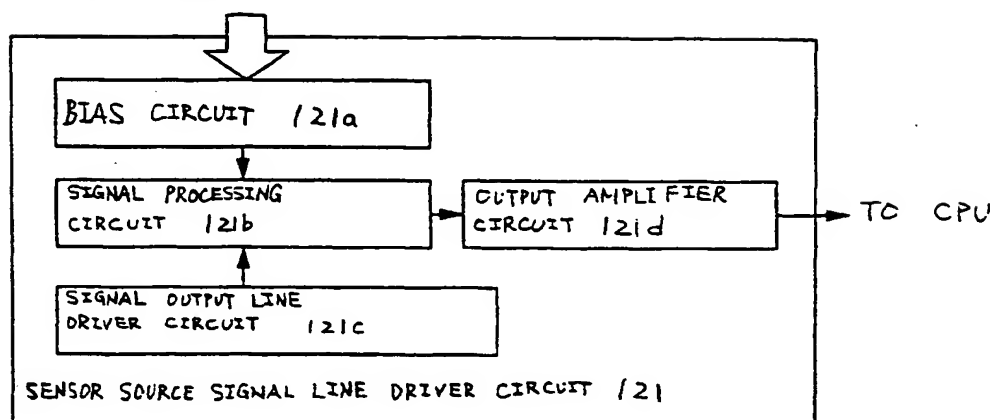 BIAS CIRCUIT 121a
SIGNAL PROCESSING
CIRCUIT 121b
OUTPUT AMPLIFIER
CIRCUIT 121d
TO CPU
SIGNAL OUTPUT LINE
DRIVER CIRCUIT 121c
SENSOR SOURCE SIGNAL LINE DRIVER CIRCUIT 121